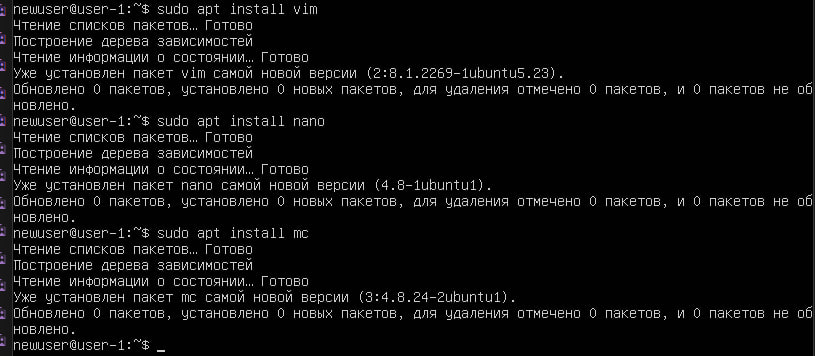 newuser@user-1:~$ sudo apt install vim
Чтение списков пакетов… Готово
Построение дерева зависимостей
Чтение информации о состоянии… Готово
Уже установлен пакет vim самой новой версии (2:8.1.2269-1ubuntu5.23).
Обновлено 0 пакетов, установлено 0 новых пакетов, для удаления отмечено 0 пакетов, и 0 пакетов не об
новлено.
newuser@user-1:~$ sudo apt install nano
Чтение списков пакетов… Готово
Построение дерева зависимостей
Чтение информации о состоянии… Готово
Уже установлен пакет nano самой новой версии (4.8-1ubuntu1).
Обновлено 0 пакетов, установлено 0 новых пакетов, для удаления отмечено 0 пакетов, и 0 пакетов не об
новлено.
newuser@user-1:~$ sudo apt install mc
Чтение списков пакетов… Готово
Построение дерева зависимостей
Чтение информации о состоянии… Готово
Уже установлен пакет mc самой новой версии (3:4.8.24-2ubuntu1).
Обновлено 0 пакетов, установлено 0 новых пакетов, для удаления отмечено 0 пакетов, и 0 пакетов не об
новлено.
newuser@user-1:~$ _